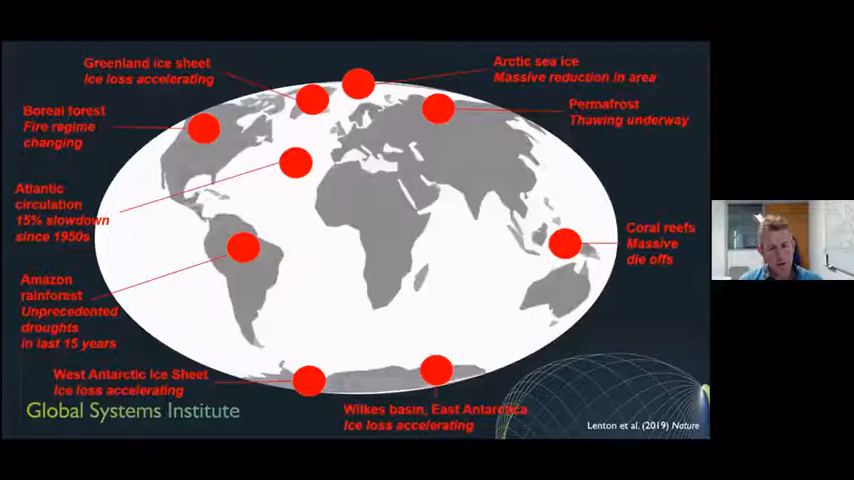 Greenland ice sheet
Ice loss accelerating
Arctic sea ice
Massive reduction in area
Boreal forest
Fire regime
changing
Permafrost
Thawing underway
Atlantic
circulation
15% slowdown
since 1950s
Coral reefs
Massive
die offs
Amazon
rainforest
Unprecedented
droughts
in last 15 years
West Antarctic Ice Sheet
Ice loss accelerating
Wilkes basin, East Antarctica
Ice loss accelerating
Global Systems Institute
Lenton et al. (2019) Nature